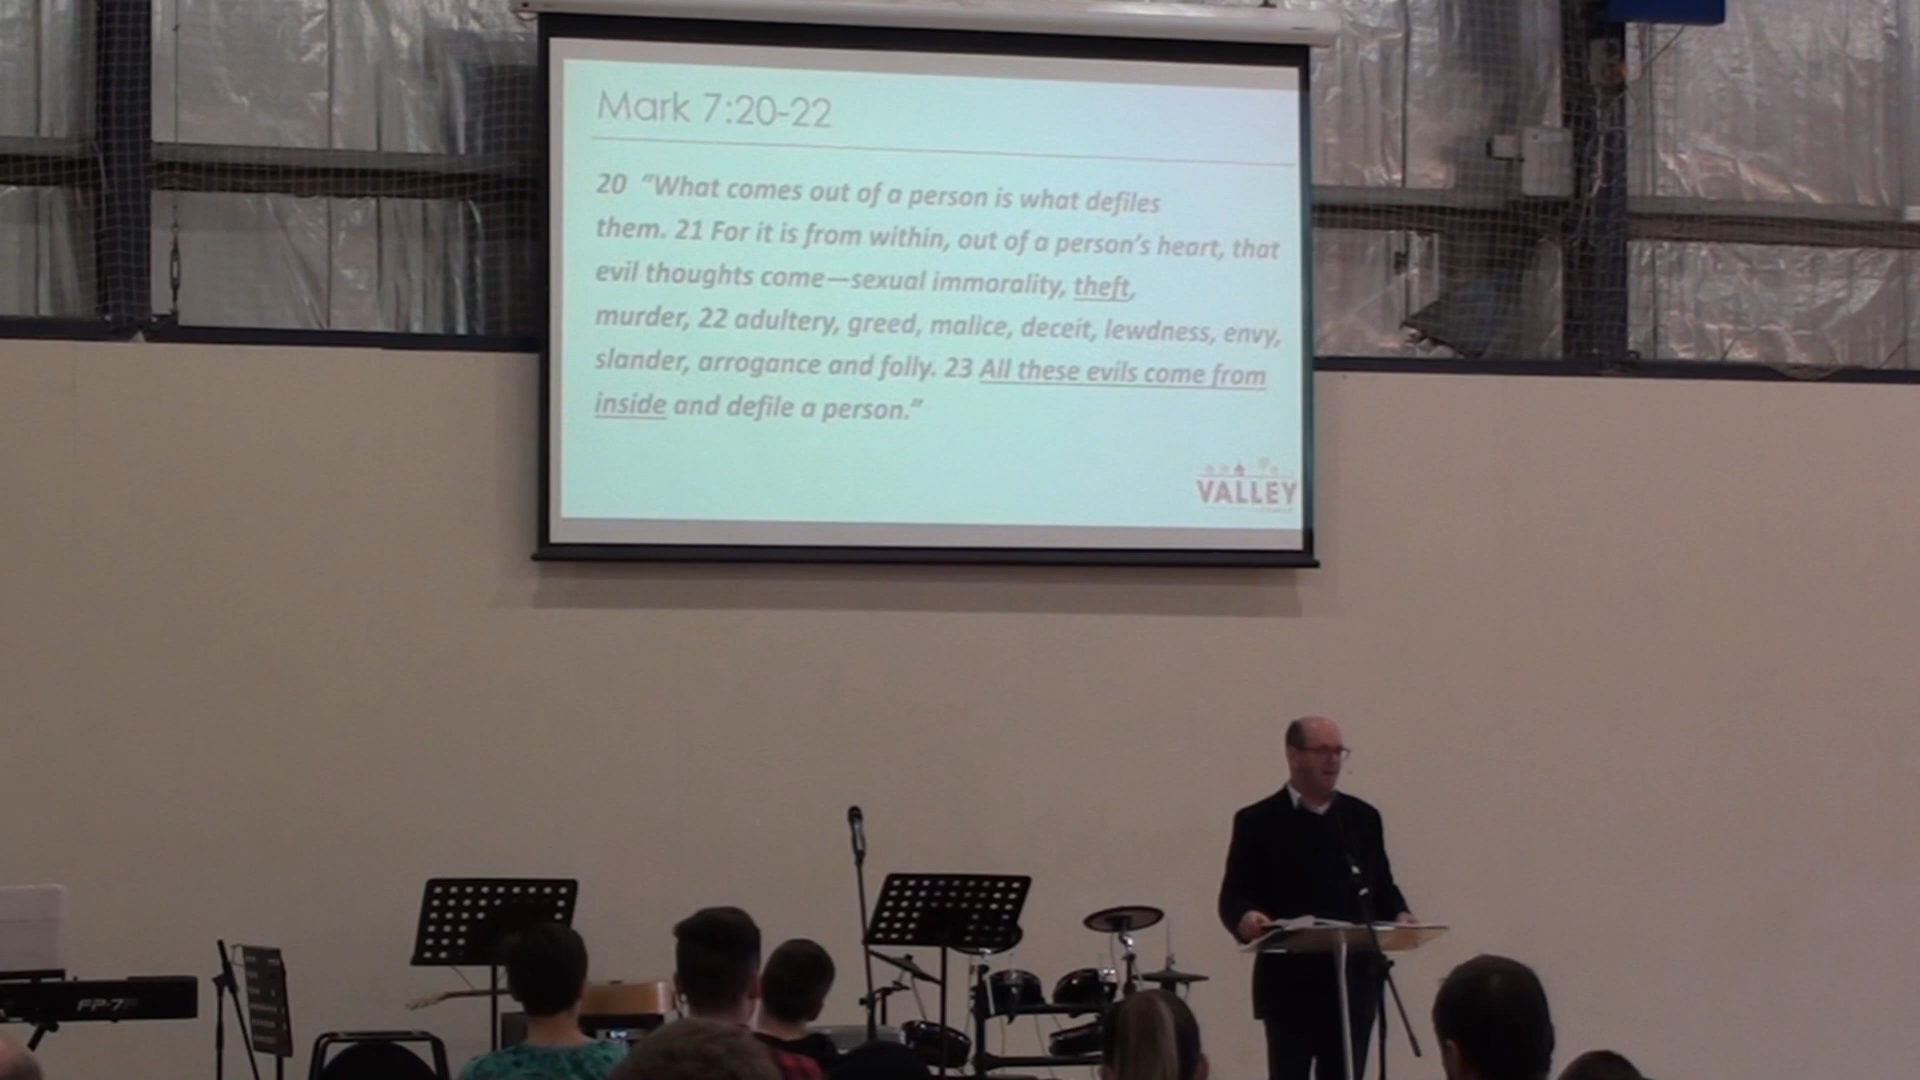 Mark 7:20-22
20 “What comes out of a person is what defiles
them. 21 For it is from within, out of a person’s heart, that
evil thoughts come—sexual immorality, theft,
murder, 22 adultery, greed, malice, deceit, lewdness, envy,
slander, arrogance and folly. 23 All these evils come from
inside and defile a person.”
VALLEY
FP-7F